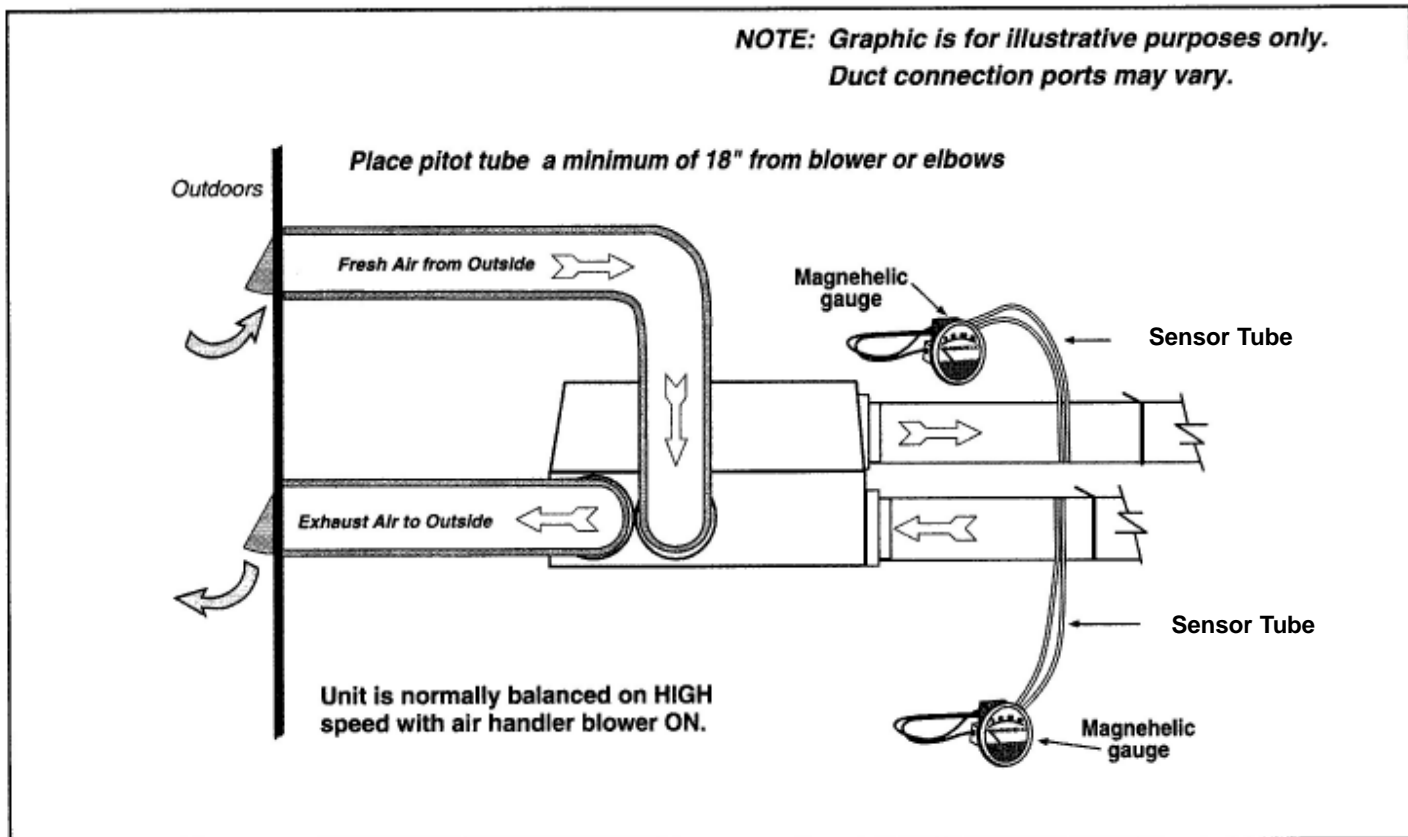 NOTE: Graphic is for illustrative purposes only.
Duct connection ports may vary.
Place pitot tube a minimum of 18" from blower or elbows
Outdoors
Fresh Air from Outside
Magnehelic
gauge
Sensor Tube
Exhaust Air to Outside
Sensor Tube
Unit is normally balanced on HIGH
speed with air handler blower ON.
Magnehelic
gauge